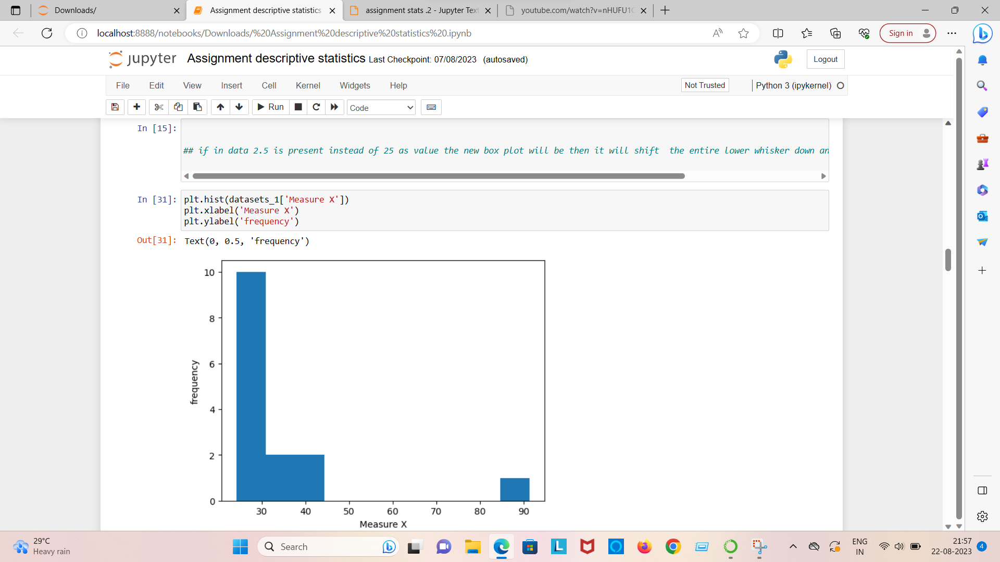 Downloads/
Assignment descriptive statistics
assignment stats .2 - Jupyter Text
youtube.com/watch?v=nHUFU1C
localhost:8888/notebooks/Downloads/%20Assignment%20descriptive%20statistics%20.ipynb
Sign in
jupyter Assignment descriptive statistics Last Checkpoint: 07/08/2023 (autosaved)
Logout
File Edit View Insert Cell Kernel Widgets Help
Not Trusted
Python 3 (ipykernel)
Run
Code
In [15]:
## if in data 2.5 is present instead of 25 as value the new box plot will be then it will shift  the entire lower whisker down an
In [31]:
plt.hist(datasets_1['Measure X'])
plt.xlabel('Measure X')
plt.ylabel('frequency')
Out[31]:
Text(0, 0.5, 'frequency')
10
8
6
4
2
0
frequency
30 40 50 60 70 80 90
Measure X
29°C
Heavy rain
Search
L
ENG
IN
21:57
22-08-2023
4